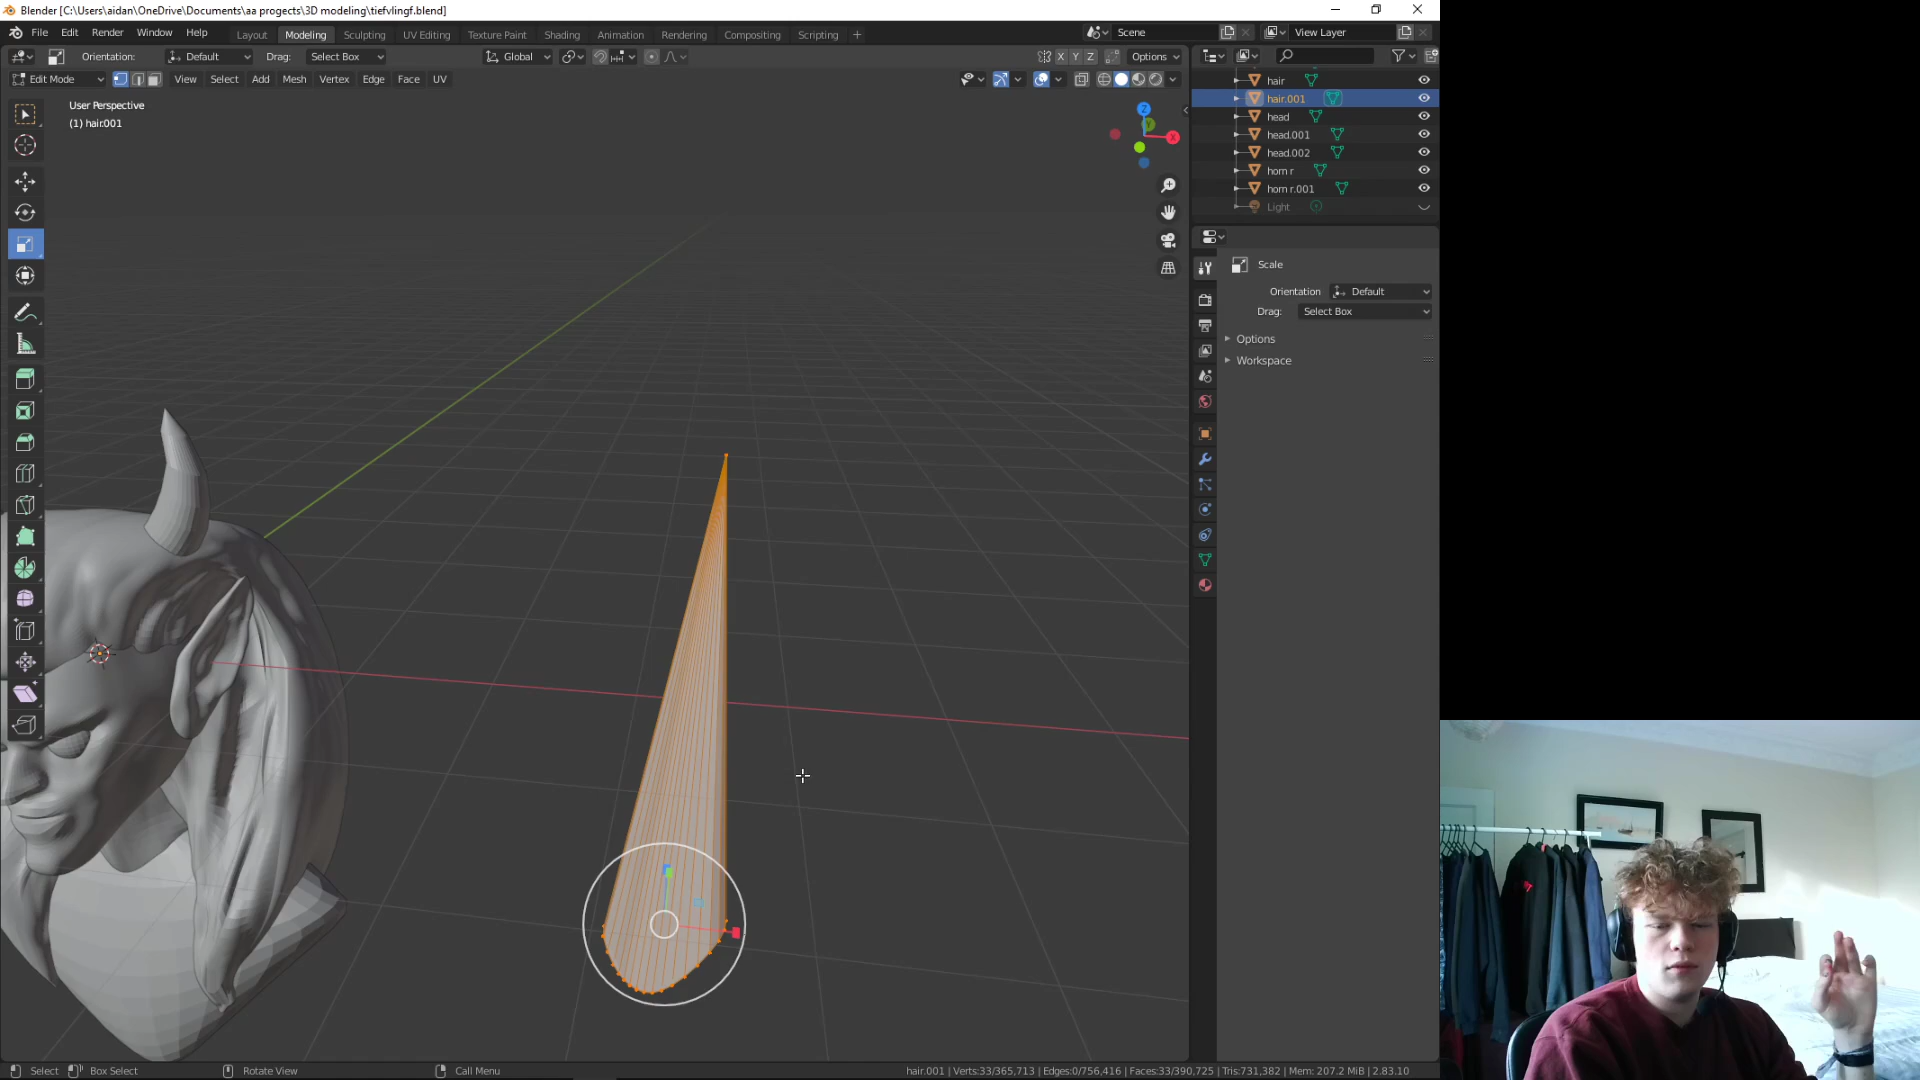 Blender [C:\Users\aidan\OneDrive\Documents\aa progects\3D modeling\tiefvlingf.blend]
File Edit Render Window Help Layout Modeling Sculpting UV Editing Texture Paint Shading Animation Rendering Compositing Scripting + Scene View Layer
Orientation: Default Drag: Select Box Global X Y Z Options
Edit Mode View Select Add Mesh Vertex Edge Face UV
User Perspective
(1) hair.001
Z
Y
X
hair
hair.001
head
head.001
head.002
horn r
horn r.001
Light
Scale
Orientation Default
Drag: Select Box
Options
Workspace
Select Box Select Rotate View Call Menu hair.001 | Verts:33/365,713 | Edges:0/756,416 | Faces:33/390,725 | Tris:731,382 | Mem: 207.2 MiB | 2.83.10